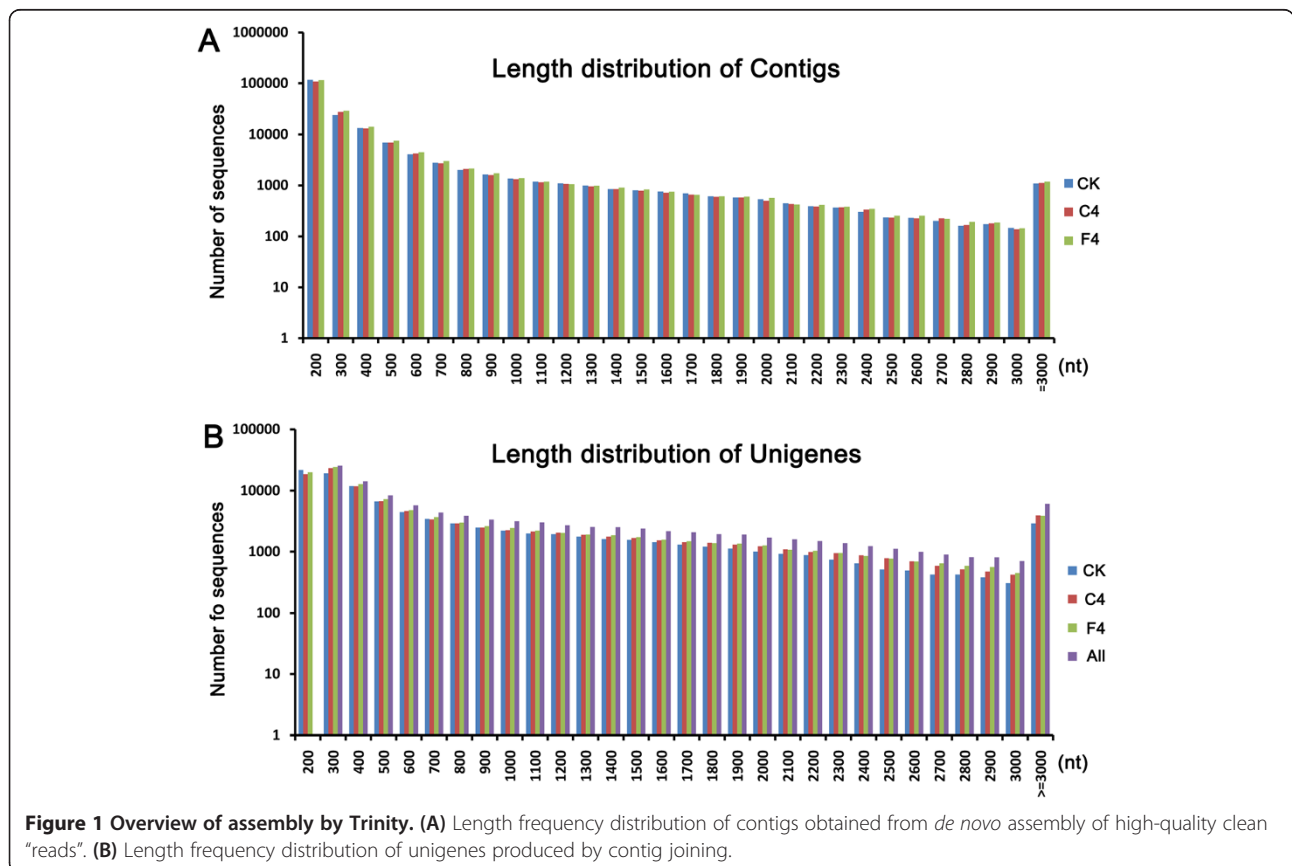 A
Length distribution of Contigs
Number of sequences
1000000
100000
10000
1000
100
10
1
200 300 400 500 600 700 800 900 1000 1100 1200 1300 1400 1500 1600 1700 1800 1900 2000 2100 2200 2300 2400 2500 2600 2700 2800 2900 3000 =3000 (nt)
CK
C4
F4
B
Length distribution of Unigenes
Number fo sequences
100000
10000
1000
100
10
1
200 300 400 500 600 700 800 900 1000 1100 1200 1300 1400 1500 1600 1700 1800 1900 2000 2100 2200 2300 2400 2500 2600 2700 2800 2900 3000 >=3000 (nt)
CK
C4
F4
All
Figure 1 Overview of assembly by Trinity. (A) Length frequency distribution of contigs obtained from de novo assembly of high-quality clean
“reads”. (B) Length frequency distribution of unigenes produced by contig joining.